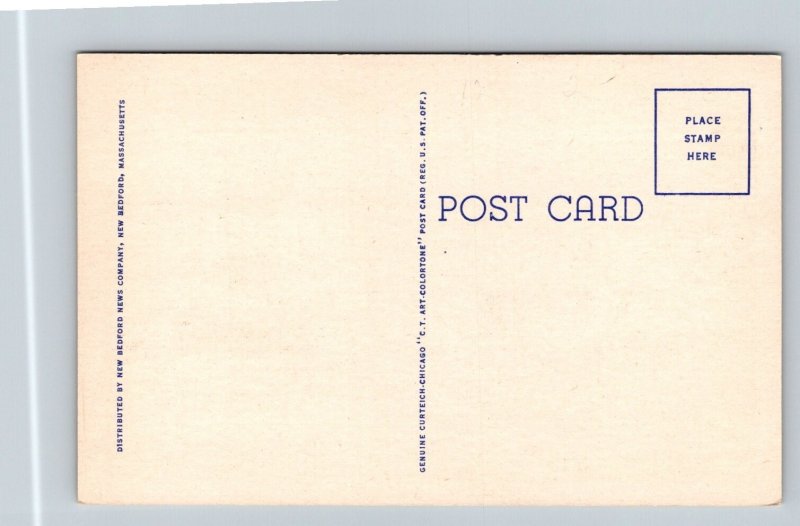 DISTRIBUTED BY NEW BEDFORD NEWS COMPANY, NEW BEDFORD, MASSACHUSETTS
GENUINE CURTEICH-CHICAGO "C.T. ART-COLORTONE" POST CARD (REG. U.S. PAT. OFF.)
POST CARD
PLACE
STAMP
HERE